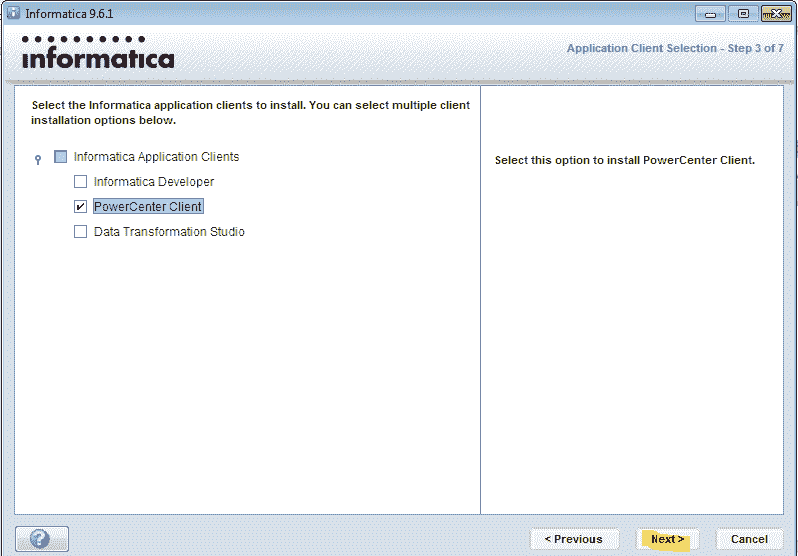 Informatica 9.6.1
informatica
Application Client Selection - Step 3 of 7
Select the Informatica application clients to install. You can select multiple client
installation options below.
Informatica Application Clients
Informatica Developer
PowerCenter Client
Data Transformation Studio
Select this option to install PowerCenter Client.
?
< Previous
Next >
Cancel